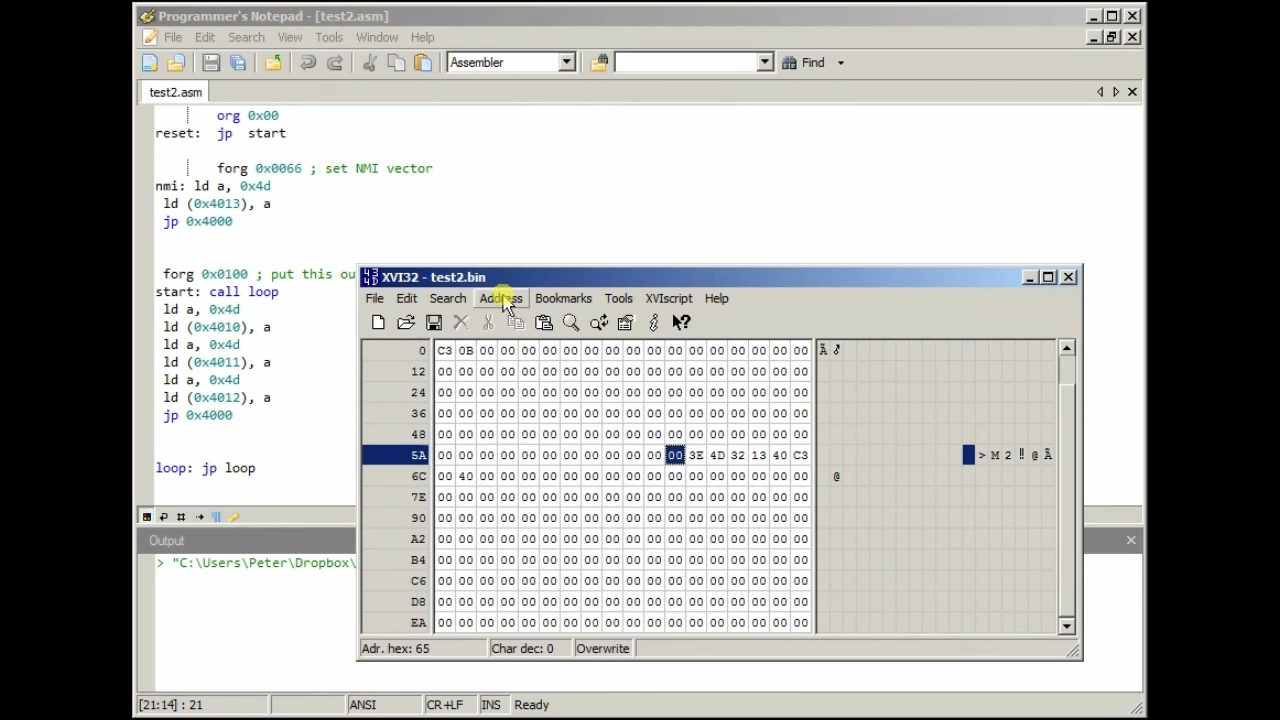 Programmer's Notepad - [test2.asm]
File Edit Search View Tools Window Help
Assembler Find
test2.asm
org 0x00
reset: jp start
forg 0x0066 ; set NMI vector
nmi: ld a, 0x4d
ld (0x4013), a
jp 0x4000
forg 0x0100 ; put this ou
start: call loop
ld a, 0x4d
ld (0x4010), a
ld a, 0x4d
ld (0x4011), a
ld a, 0x4d
ld (0x4012), a
jp 0x4000
loop: jp loop
Output
> "C:\Users\Peter\Dropbox\
[21:14] : 21 ANSI CR+LF INS Ready
XVI32 - test2.bin
File Edit Search Address Bookmarks Tools XVIscript Help
0 C3 0B 00 00 00 00 00 00 00 00 00 00 00 00 00 00 00 00 Ã ♂
12 00 00 00 00 00 00 00 00 00 00 00 00 00 00 00 00 00 00
24 00 00 00 00 00 00 00 00 00 00 00 00 00 00 00 00 00 00
36 00 00 00 00 00 00 00 00 00 00 00 00 00 00 00 00 00 00
48 00 00 00 00 00 00 00 00 00 00 00 00 00 00 00 00 00 00
5A 00 00 00 00 00 00 00 00 00 00 00 00 3E 4D 32 13 40 C3 > M 2 ‼ @ Ã
6C 00 40 00 00 00 00 00 00 00 00 00 00 00 00 00 00 00 00 @
7E 00 00 00 00 00 00 00 00 00 00 00 00 00 00 00 00 00 00
90 00 00 00 00 00 00 00 00 00 00 00 00 00 00 00 00 00 00
A2 00 00 00 00 00 00 00 00 00 00 00 00 00 00 00 00 00 00
B4 00 00 00 00 00 00 00 00 00 00 00 00 00 00 00 00 00 00
C6 00 00 00 00 00 00 00 00 00 00 00 00 00 00 00 00 00 00
D8 00 00 00 00 00 00 00 00 00 00 00 00 00 00 00 00 00 00
EA 00 00 00 00 00 00 00 00 00 00 00 00 00 00 00 00 00 00
Adr. hex: 65 Char dec: 0 Overwrite